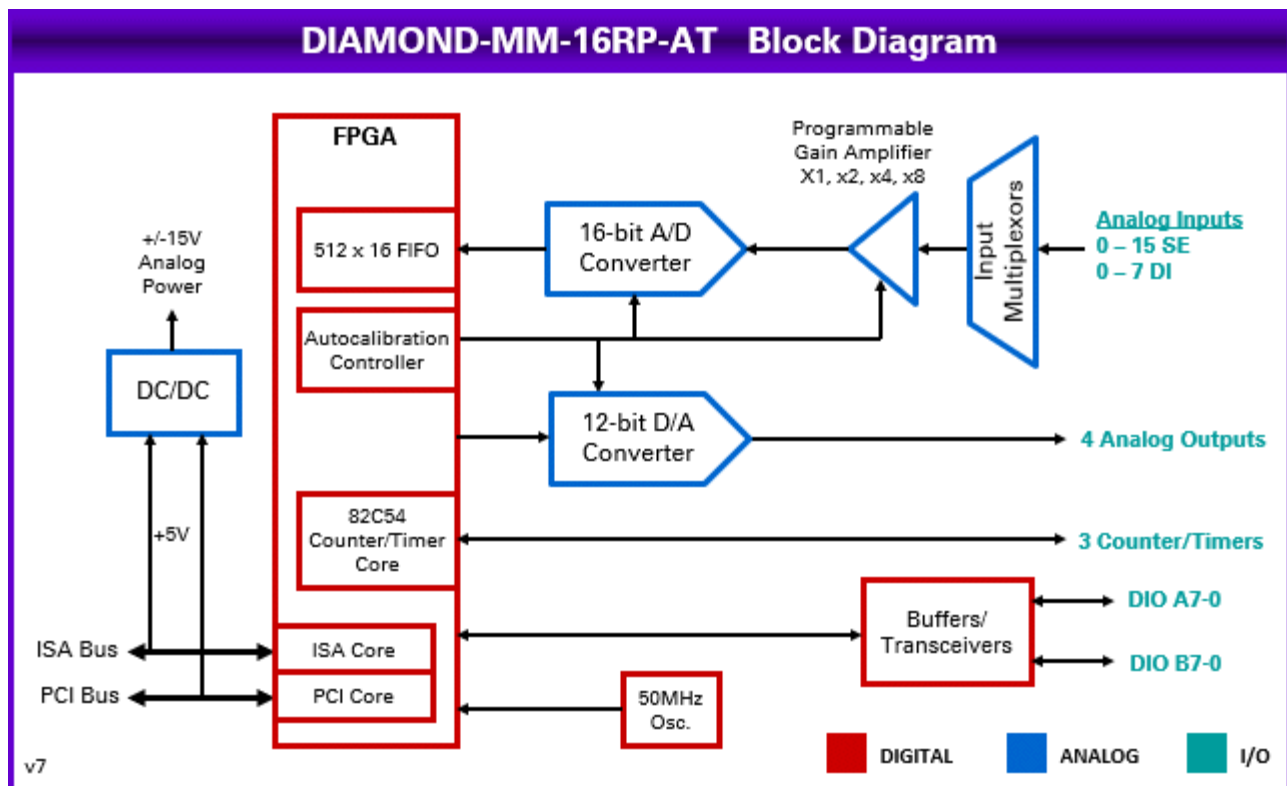 DIAMOND-MM-16RP-AT Block Diagram
FPGA
Programmable
Gain Amplifier
X1, x2, x4, x8
512 x 16 FIFO
16-bit A/D
Converter
Input
Multiplexors
Analog Inputs
0 – 15 SE
0 – 7 DI
+/-15V
Analog
Power
Autocalibration
Controller
DC/DC
12-bit D/A
Converter
4 Analog Outputs
+5V
82C54
Counter/Timer
Core
3 Counter/Timers
Buffers/
Transceivers
DIO A7-0
DIO B7-0
ISA Bus
ISA Core
PCI Bus
PCI Core
50MHz
Osc.
v7
DIGITAL
ANALOG
I/O